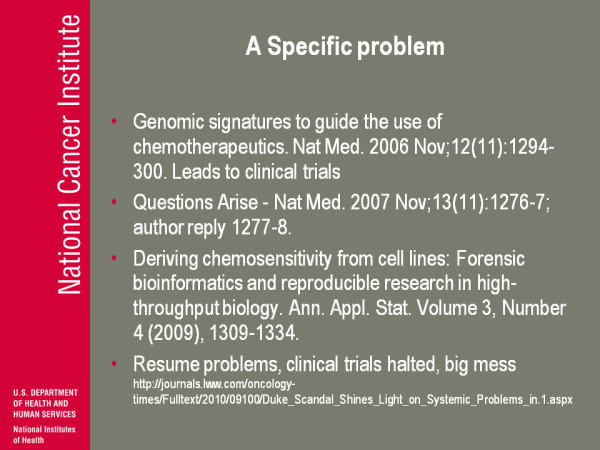 National Cancer Institute
A Specific problem
• Genomic signatures to guide the use of
chemotherapeutics. Nat Med. 2006 Nov;12(11):1294-
300. Leads to clinical trials
• Questions Arise - Nat Med. 2007 Nov;13(11):1276-7;
author reply 1277-8.
• Deriving chemosensitivity from cell lines: Forensic
bioinformatics and reproducible research in high-
throughput biology. Ann. Appl. Stat. Volume 3, Number
4 (2009), 1309-1334.
• Resume problems, clinical trials halted, big mess
http://journals.lww.com/oncology-
times/Fulltext/2010/09100/Duke_Scandal_Shines_Light_on_Systemic_Problems_in.1.aspx
U.S. DEPARTMENT
OF HEALTH AND
HUMAN SERVICES
National Institutes
of Health